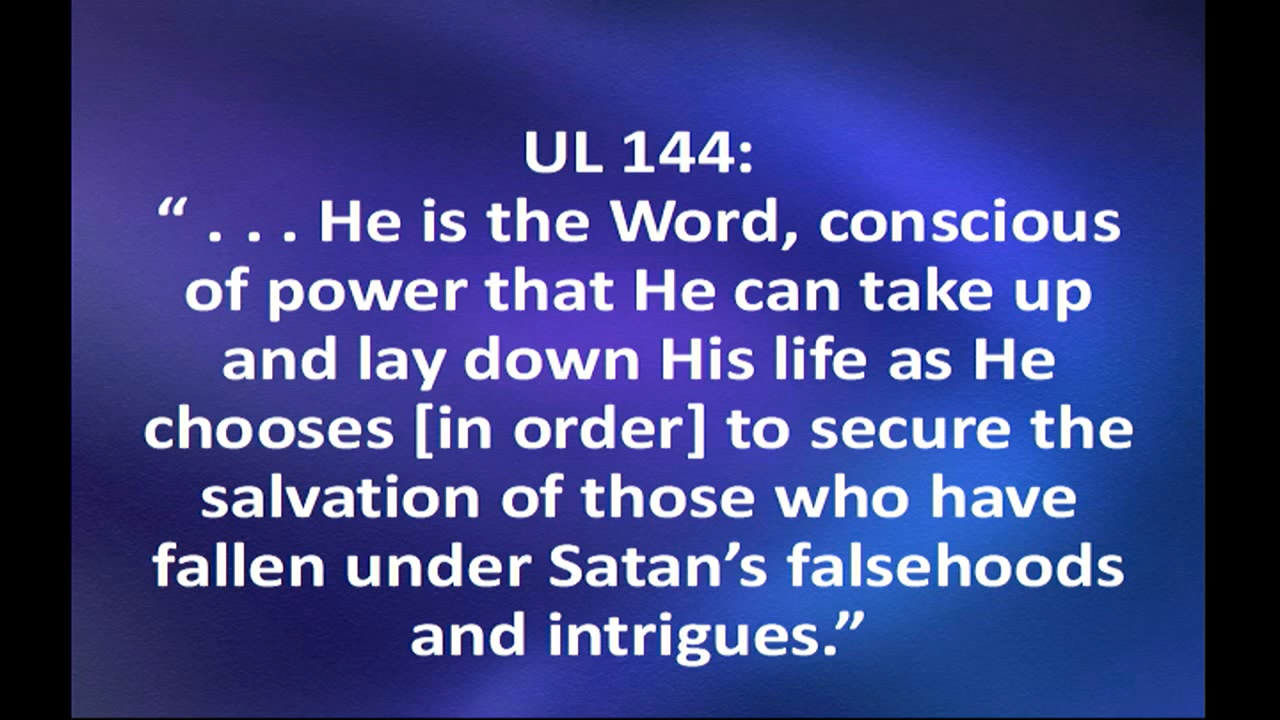 UL 144:
“ . . . He is the Word, conscious
of power that He can take up
and lay down His life as He
chooses [in order] to secure the
salvation of those who have
fallen under Satan’s falsehoods
and intrigues.”